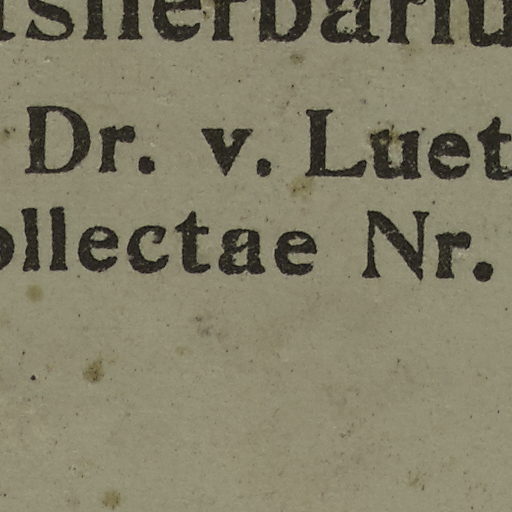 Dr. v. Luet
ollectae Nr.